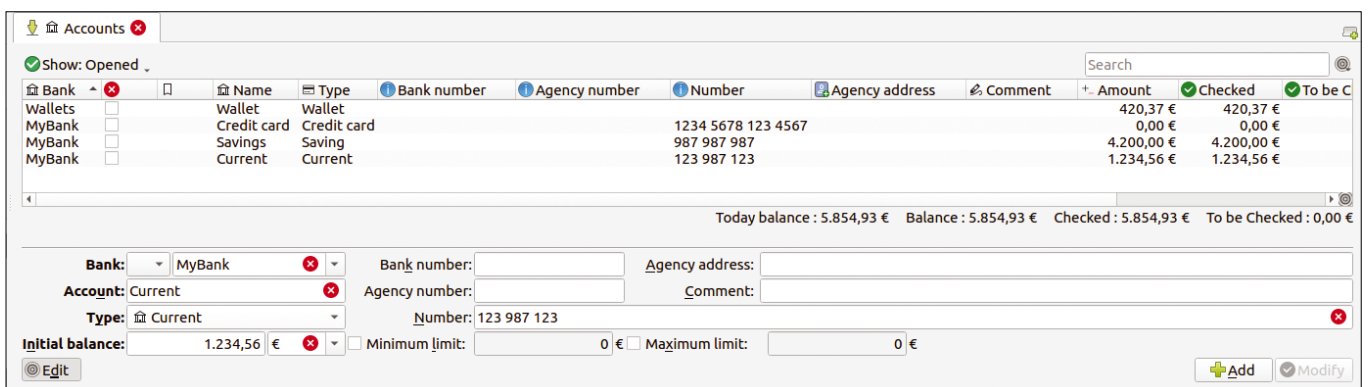 Accounts
Show: Opened Search
Bank Name Type Bank number Agency number Number Agency address Comment Amount Checked To be C
Wallets Wallet Wallet 420,37 € 420,37 €
MyBank Credit card Credit card 1234 5678 123 4567 0,00 € 0,00 €
MyBank Savings Saving 987 987 987 4.200,00 € 4.200,00 €
MyBank Current Current 123 987 123 1.234,56 € 1.234,56 €
Today balance : 5.854,93 € Balance : 5.854,93 € Checked : 5.854,93 € To be Checked : 0,00 €
Bank: MyBank Bank number: Agency address:
Account: Current Agency number: Comment:
Type: Current Number: 123 987 123
Initial balance: 1.234,56 € Minimum limit: 0 € Maximum limit: 0 €
Edit Add Modify